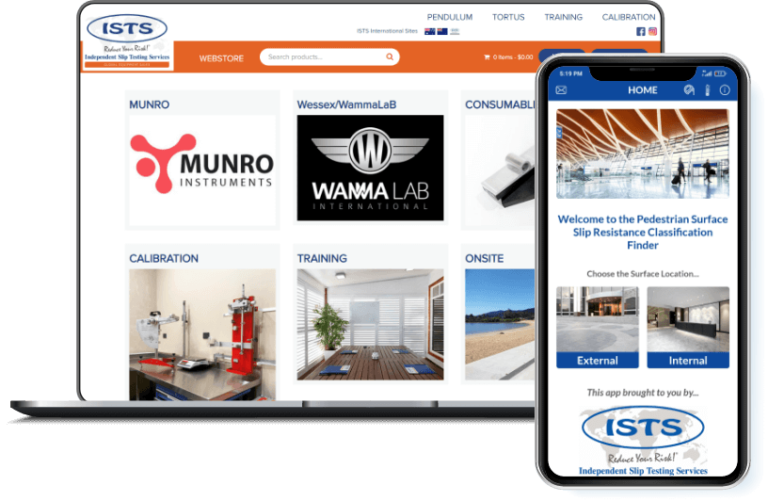 PENDULUM TORTUS TRAINING CALIBRATION
ISTS International Sites
ISTS
Reduce Your Risk!
Independent Slip Testing Services
WEBSTORE Search products... 0 Items - $0.00
MUNRO Wessex/WammaLaB CONSUMABL
MUNRO
INSTRUMENTS
W
WAMMA LAB
INTERNATIONAL
CALIBRATION TRAINING ONSITE
5:19 PM
HOME
Welcome to the Pedestrian Surface
Slip Resistance Classification
Finder
Choose the Surface Location...
External Internal
This app brought to you by...
ISTS
Reduce Your Risk!
Independent Slip Testing Services